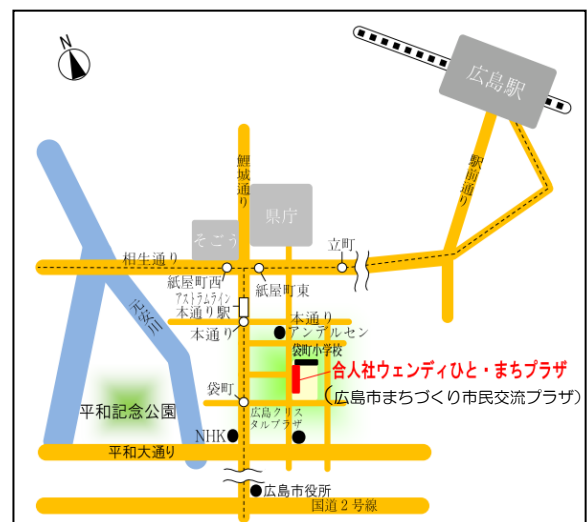 N
広島駅
鯉城通り
駅前通り
県庁
そごう
立町
相生通り
紙屋町西
紙屋町東
アストラムライン
本通り駅
本通り
本通り
アンデルセン
元安川
袋町小学校
合人社ウェンディひと・まちプラザ
(広島市まちづくり市民交流プラザ)
袋町
平和記念公園
広島クリス
タルプラザ
NHK
平和大通り
広島市役所
国道2号線